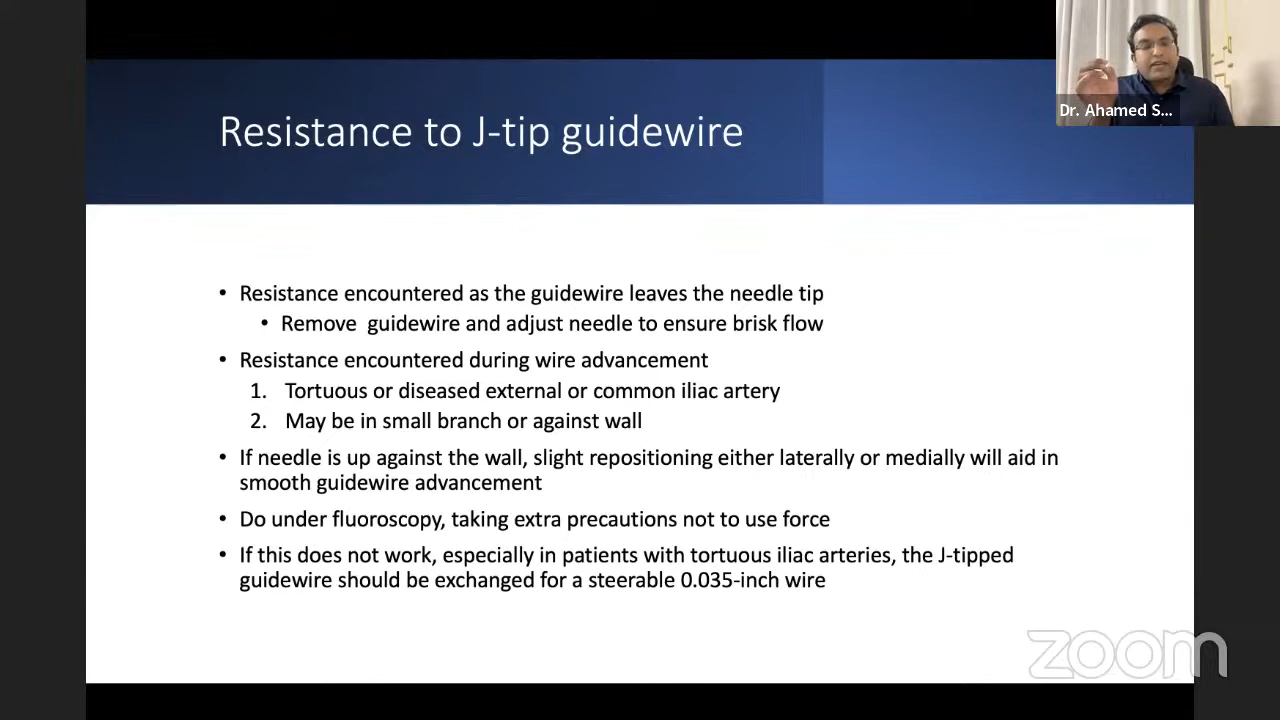 Dr. Ahamed S...
Resistance to J-tip guidewire
• Resistance encountered as the guidewire leaves the needle tip
• Remove guidewire and adjust needle to ensure brisk flow
• Resistance encountered during wire advancement
1. Tortuous or diseased external or common iliac artery
2. May be in small branch or against wall
• If needle is up against the wall, slight repositioning either laterally or medially will aid in
smooth guidewire advancement
• Do under fluoroscopy, taking extra precautions not to use force
• If this does not work, especially in patients with tortuous iliac arteries, the J-tipped
guidewire should be exchanged for a steerable 0.035-inch wire
zoom